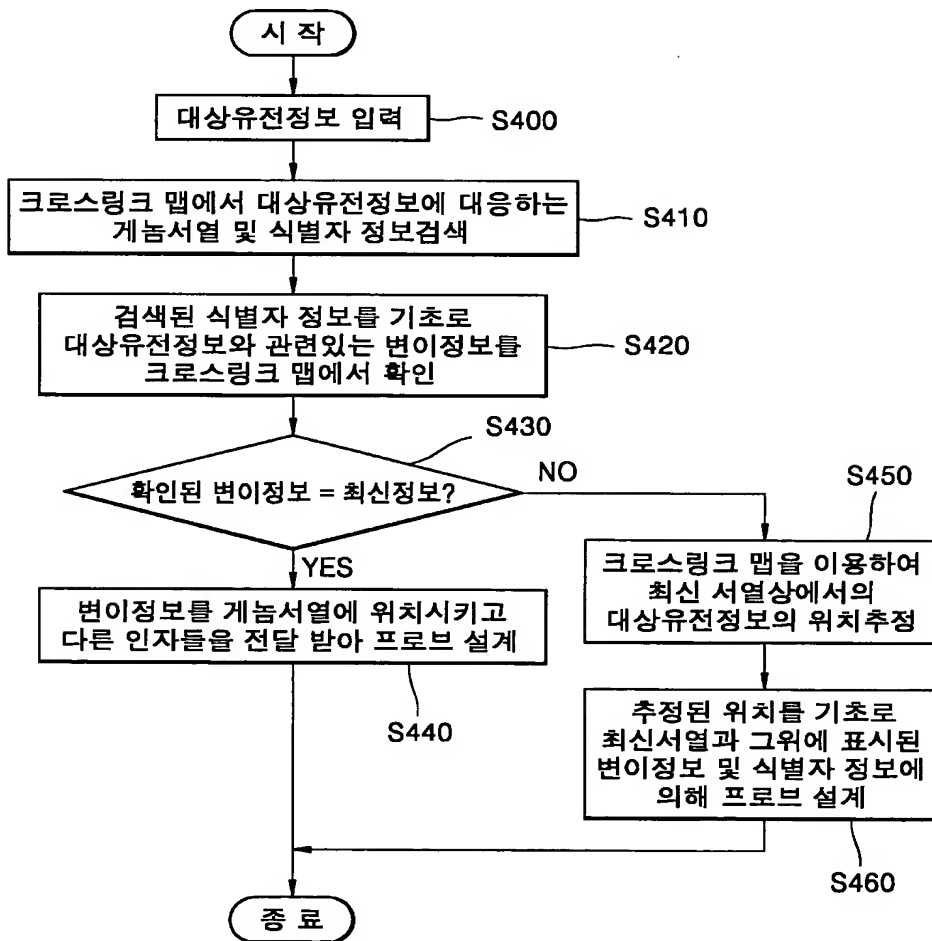 시 작
대상유전정보 입력
S400
크로스링크 맵에서 대상유전정보에 대응하는
게놈서열 및 식별자 정보검색
S410
검색된 식별자 정보를 기초로
대상유전정보와 관련있는 변이정보를
크로스링크 맵에서 확인
S420
S430
확인된 변이정보 = 최신정보?
NO
YES
변이정보를 게놈서열에 위치시키고
다른 인자들을 전달 받아 프로브 설계
S440
S450
크로스링크 맵을 이용하여
최신 서열상에서의
대상유전정보의 위치추정
추정된 위치를 기초로
최신서열과 그위에 표시된
변이정보 및 식별자 정보에
의해 프로브 설계
S460
종 료